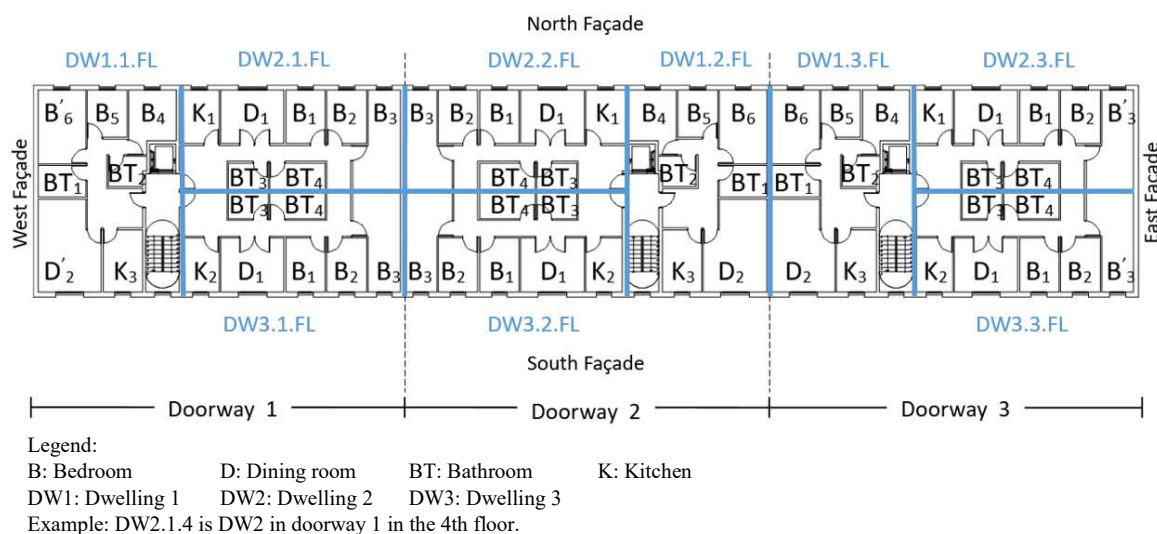 North Façade
DW1.1.FL DW2.1.FL DW2.2.FL DW1.2.FL DW1.3.FL DW2.3.FL
B'6 B5 B4 K1 D1 B1 B2 B3 B3 B2 B1 D1 K1 B4 B5 B6 B6 B5 B4 K1 D1 B1 B2 B'3
West Façade
East Façade
BT1 BT2 BT3 BT4 BT4 BT3 BT2 BT1 BT1 BT2 BT3 BT4
BT3 BT4 BT4 BT3 BT3 BT4
D'2 K3 K2 D1 B1 B2 B3 B3 B2 B1 D1 K2 K3 D2 D2 K3 K2 D1 B1 B2 B'3
DW3.1.FL DW3.2.FL DW3.3.FL
South Façade
Doorway 1 Doorway 2 Doorway 3
Legend:
B: Bedroom D: Dining room BT: Bathroom K: Kitchen
DW1: Dwelling 1 DW2: Dwelling 2 DW3: Dwelling 3
Example: DW2.1.4 is DW2 in doorway 1 in the 4th floor.